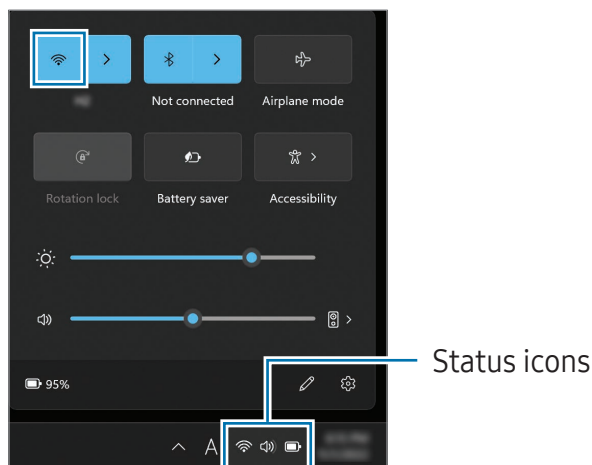 Not connected
Airplane mode
Rotation lock
Battery saver
Accessibility
Status icons
95%
A